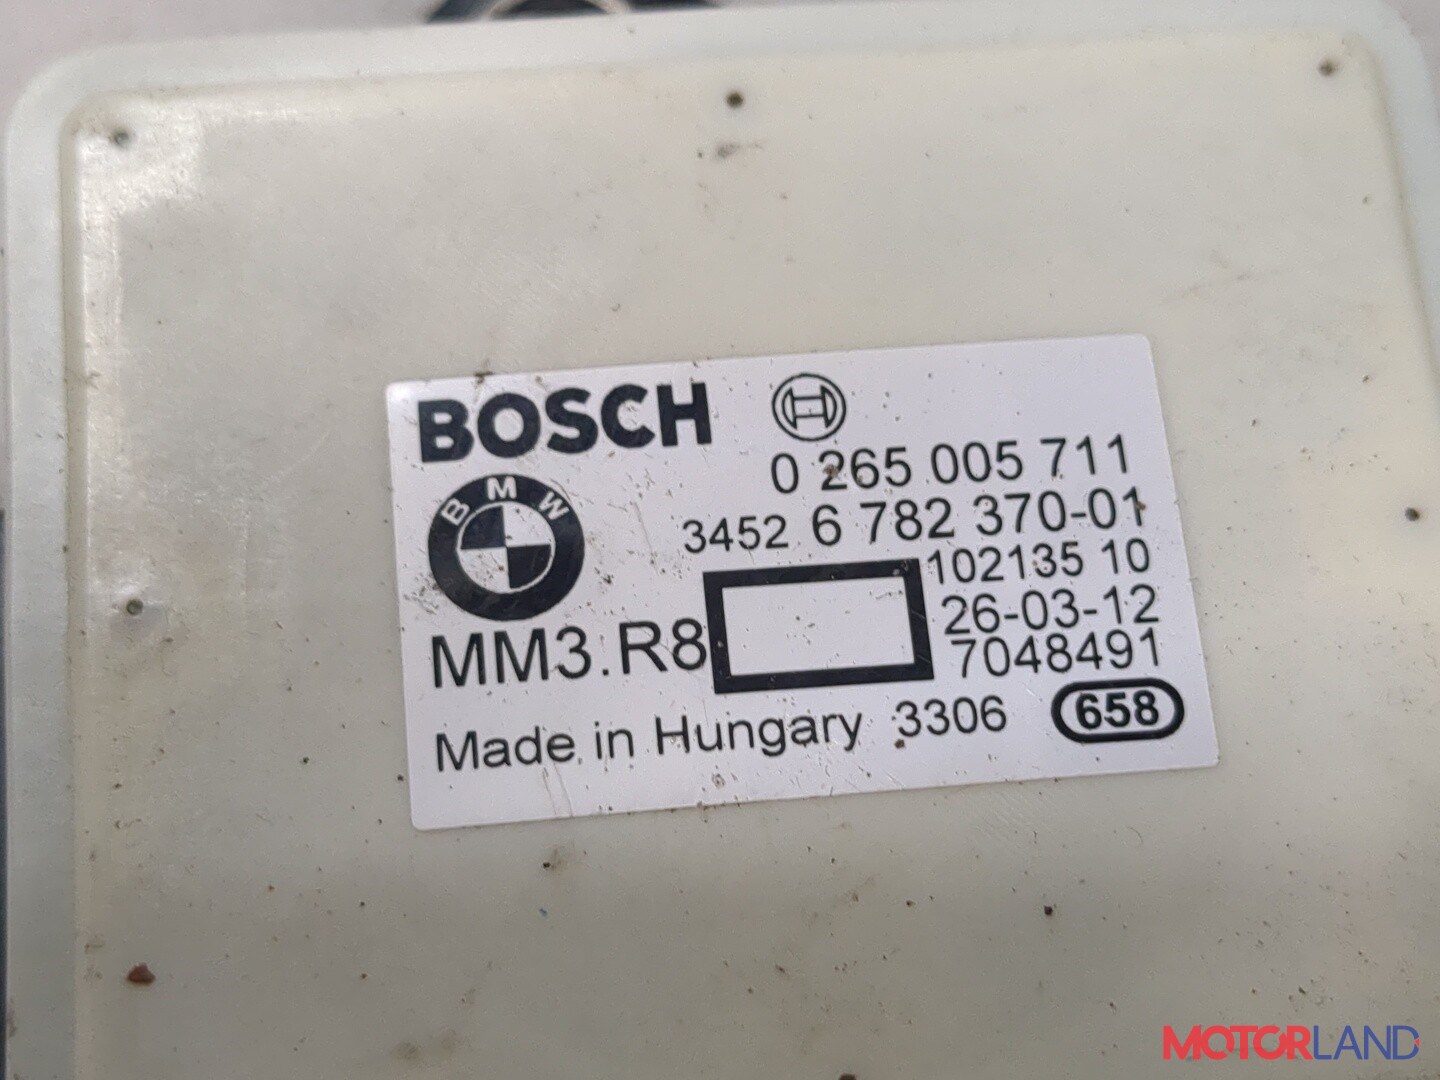 BOSCH
0 265 005 711
BMW
3452 6 782 370-01
102135 10
26-03-12
MM3.R8
7048491
Made in Hungary 3306 658
MOTORLAND